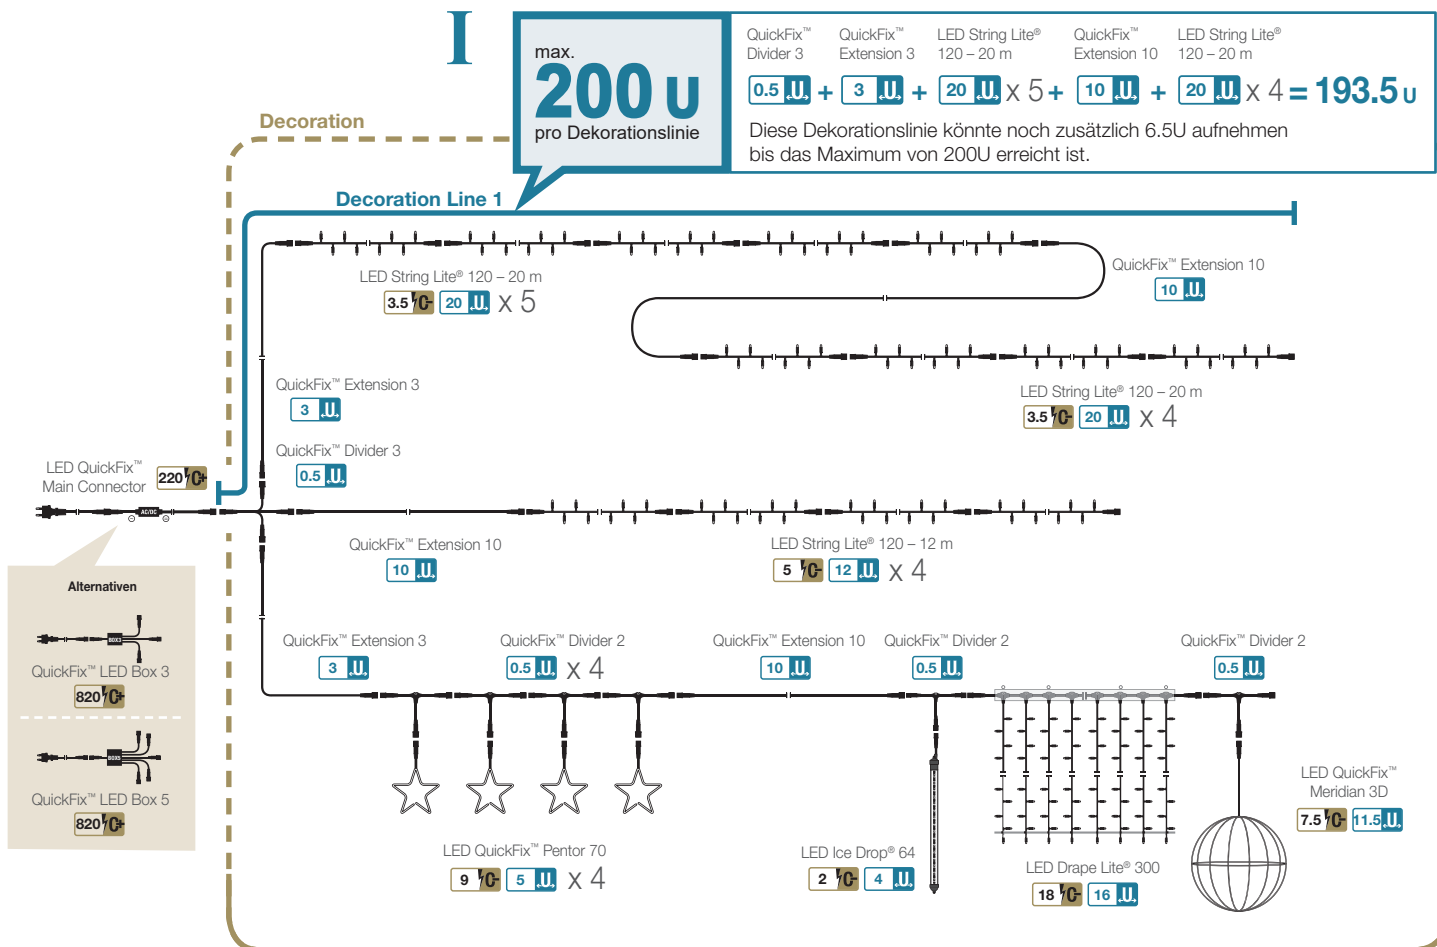 I
max.
200 U
pro Dekorationslinie
QuickFix™ Divider 3
QuickFix™ Extension 3
LED String Lite® 120 – 20 m
QuickFix™ Extension 10
LED String Lite® 120 – 20 m
0.5 U + 3 U + 20 U x 5 + 10 U + 20 U x 4 = 193.5 U
Diese Dekorationslinie könnte noch zusätzlich 6.5U aufnehmen
bis das Maximum von 200U erreicht ist.
Decoration
Decoration Line 1
LED String Lite® 120 – 20 m
3.5 20 U x 5
QuickFix™ Extension 10
10 U
QuickFix™ Extension 3
3 U
LED String Lite® 120 – 20 m
3.5 20 U x 4
QuickFix™ Divider 3
0.5 U
LED QuickFix™
Main Connector
220
AC/DC
QuickFix™ Extension 10
10 U
LED String Lite® 120 – 12 m
5 12 U x 4
Alternativen
BOX3
QuickFix™ LED Box 3
820
BOX5
QuickFix™ LED Box 5
820
QuickFix™ Extension 3
3 U
QuickFix™ Divider 2
0.5 U x 4
QuickFix™ Extension 10
10 U
QuickFix™ Divider 2
0.5 U
QuickFix™ Divider 2
0.5 U
LED QuickFix™ Pentor 70
9 5 U x 4
LED Ice Drop® 64
2 4 U
LED Drape Lite® 300
18 16 U
LED QuickFix™
Meridian 3D
7.5 11.5 U